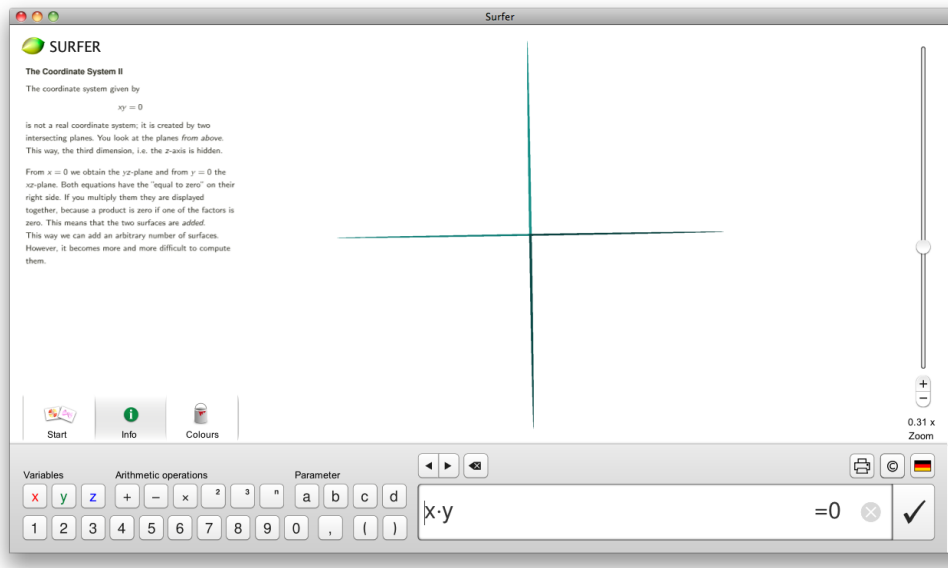 Surfer
SURFER
The Coordinate System II
The coordinate system given by
xy = 0
is not a real coordinate system; it is created by two
intersecting planes. You look at the planes from above.
This way, the third dimension, i.e. the z-axis is hidden.
From x = 0 we obtain the yz-plane and from y = 0 the
xz-plane. Both equations have the "equal to zero" on their
right side. If you multiply them they are displayed
together, because a product is zero if one of the factors is
zero. This means that the two surfaces are added.
This way we can add an arbitrary number of surfaces.
However, it becomes more and more difficult to compute
them.
+
−
0.31 x
Zoom
Start
Info
Colours
Variables
Arithmetic operations
Parameter
x y z + − × 2 3 n a b c d
1 2 3 4 5 6 7 8 9 0 , ( )
©
x·y =0